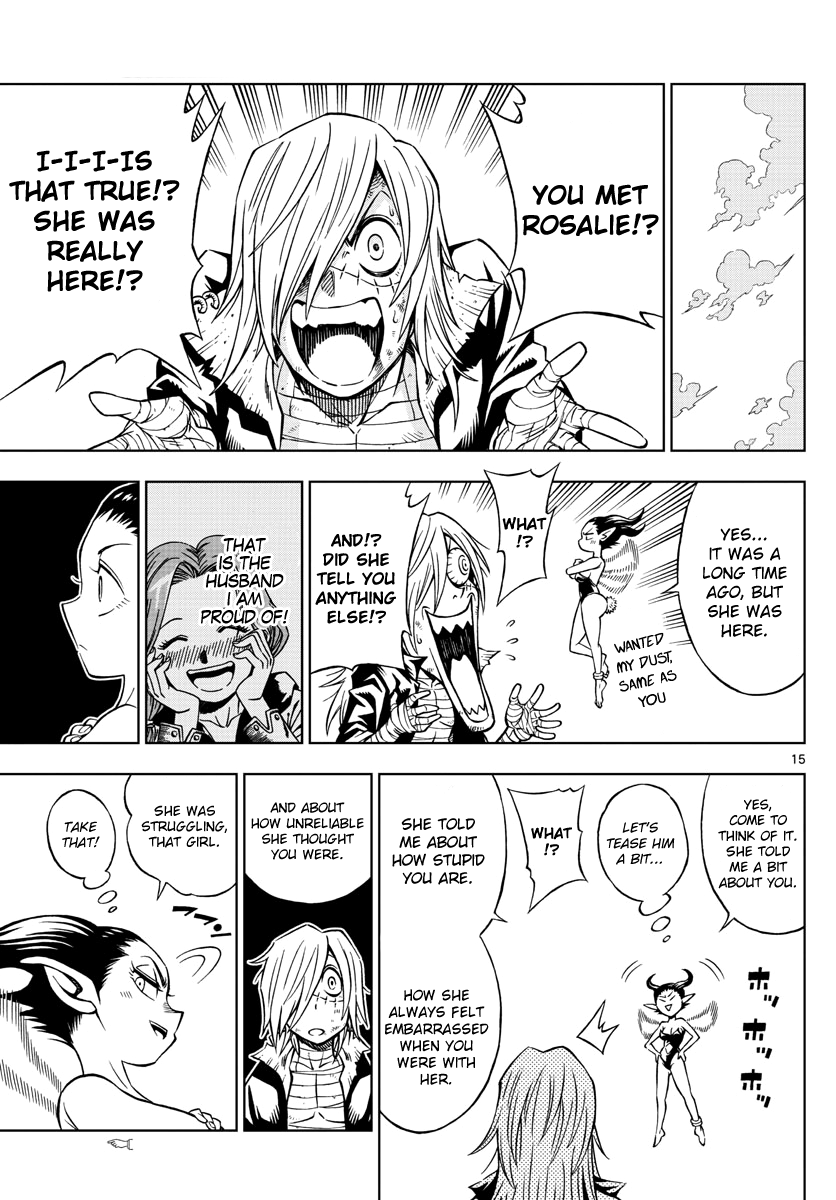 YOU MET
ROSALIE!?
I-I-I-IS
THAT TRUE!?
SHE WAS
REALLY
HERE!?
YES...
IT WAS A
LONG TIME
AGO, BUT
SHE WAS
HERE.
WANTED
MY DUST,
SAME AS
YOU
WHAT
!?
AND!?
DID SHE
TELL YOU
ANYTHING
ELSE!?
THAT
IS THE
HUSBAND
I AM
PROUD OF!
15
YES,
COME TO
THINK OF IT.
SHE TOLD
ME A BIT
ABOUT YOU.
LET'S
TEASE HIM
A BIT...
ホッ
ホッ
ホッ
WHAT
!?
SHE TOLD
ME ABOUT
HOW STUPID
YOU ARE.
HOW SHE
ALWAYS FELT
EMBARRASSED
WHEN YOU
WERE WITH
HER.
AND ABOUT
HOW UNRELIABLE
SHE THOUGHT
YOU WERE.
SHE WAS
STRUGGLING,
THAT GIRL.
TAKE
THAT!